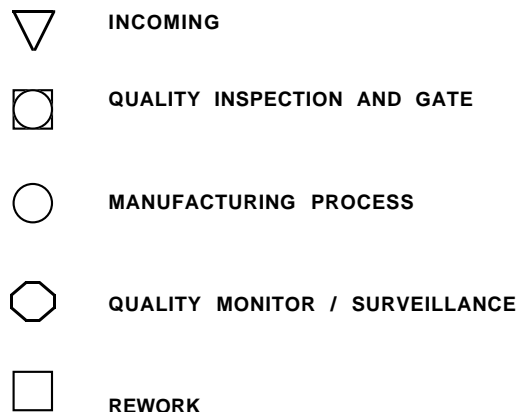 INCOMING
QUALITY INSPECTION AND GATE
MANUFACTURING PROCESS
QUALITY MONITOR / SURVEILLANCE
REWORK